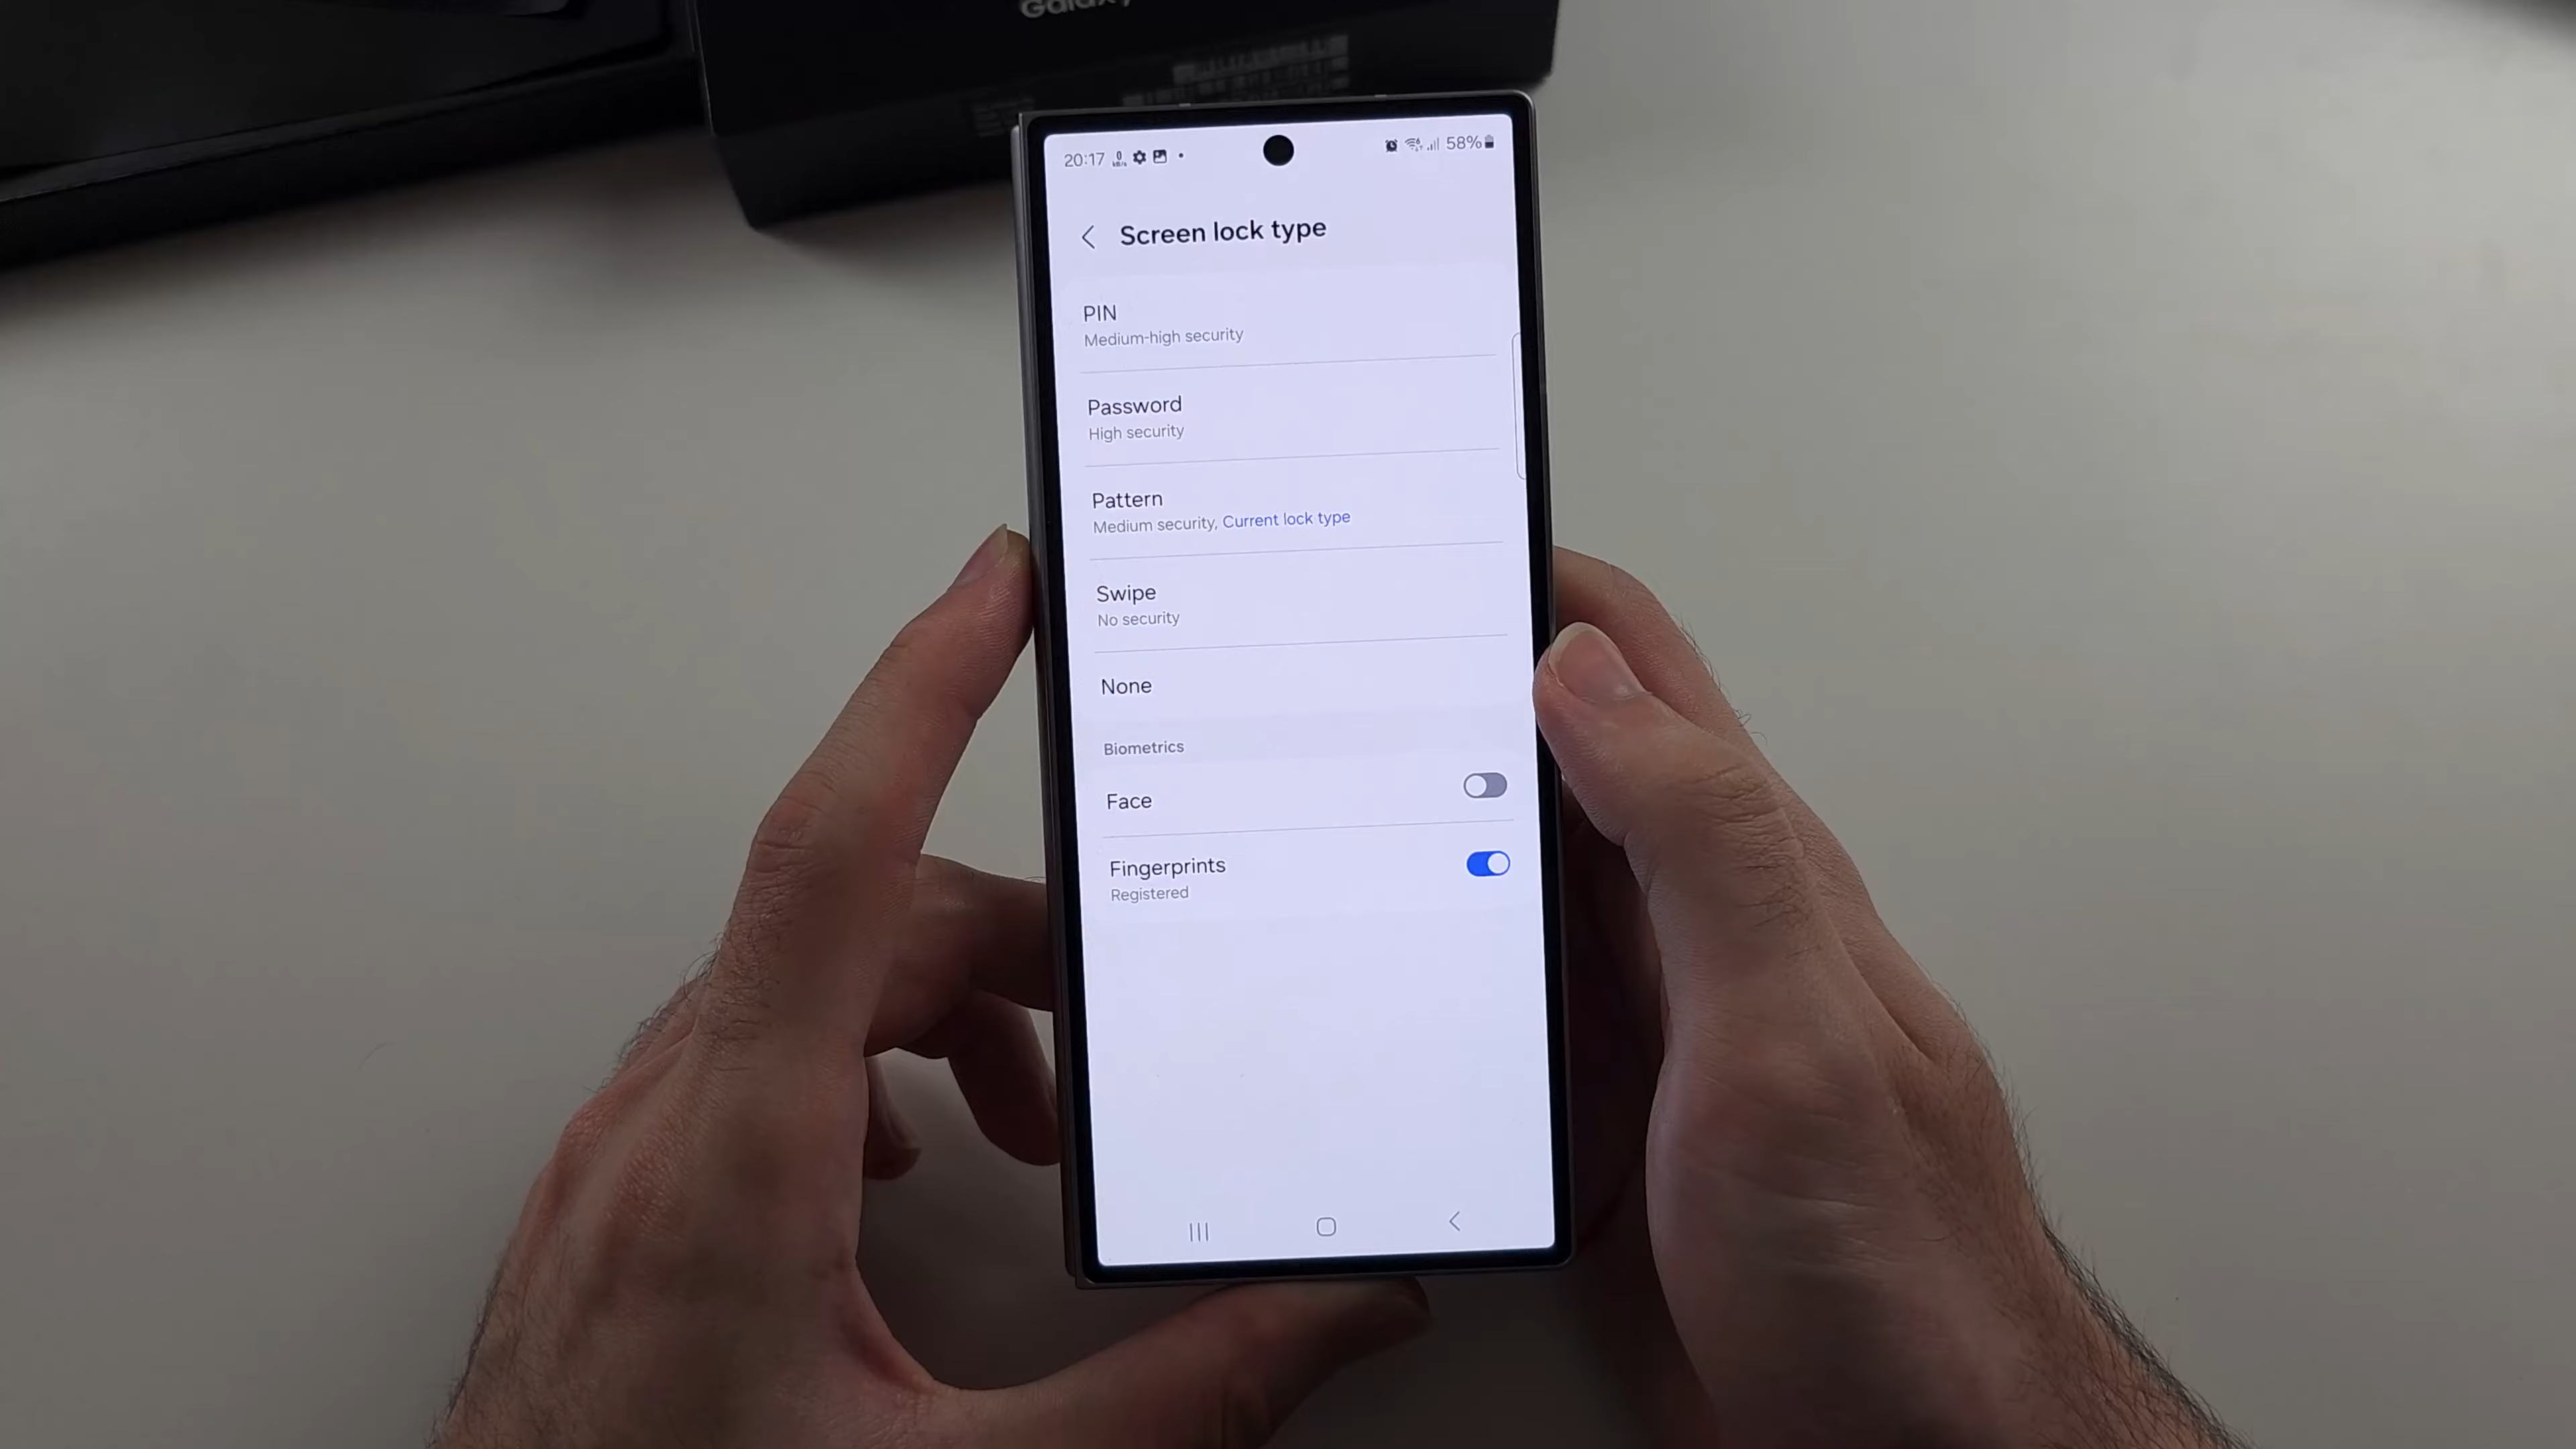 Galaxy
20:17 58%
Screen lock type
PIN
Medium-high security
Password
High security
Pattern
Medium security, Current lock type
Swipe
No security
None
Biometrics
Face
Fingerprints
Registered